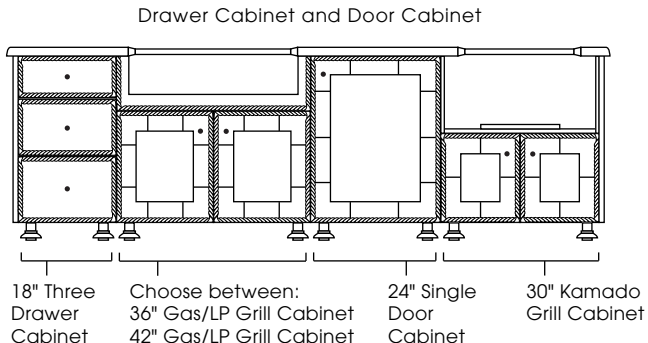 Drawer Cabinet and Door Cabinet
18" Three
Drawer
Cabinet
Choose between:
36" Gas/LP Grill Cabinet
42" Gas/LP Grill Cabinet
24" Single
Door
Cabinet
30" Kamado
Grill Cabinet